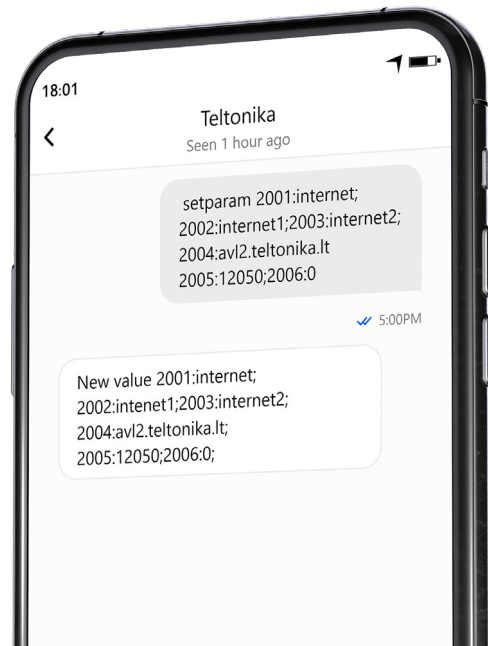 18:01
Teltonika
Seen 1 hour ago
setparam 2001:internet;
2002:internet1;2003:internet2;
2004:avl2.teltonika.lt
2005:12050;2006:0
5:00PM
New value 2001:internet;
2002:intenet1;2003:internet2;
2004:avl2.teltonika.lt;
2005:12050;2006:0;